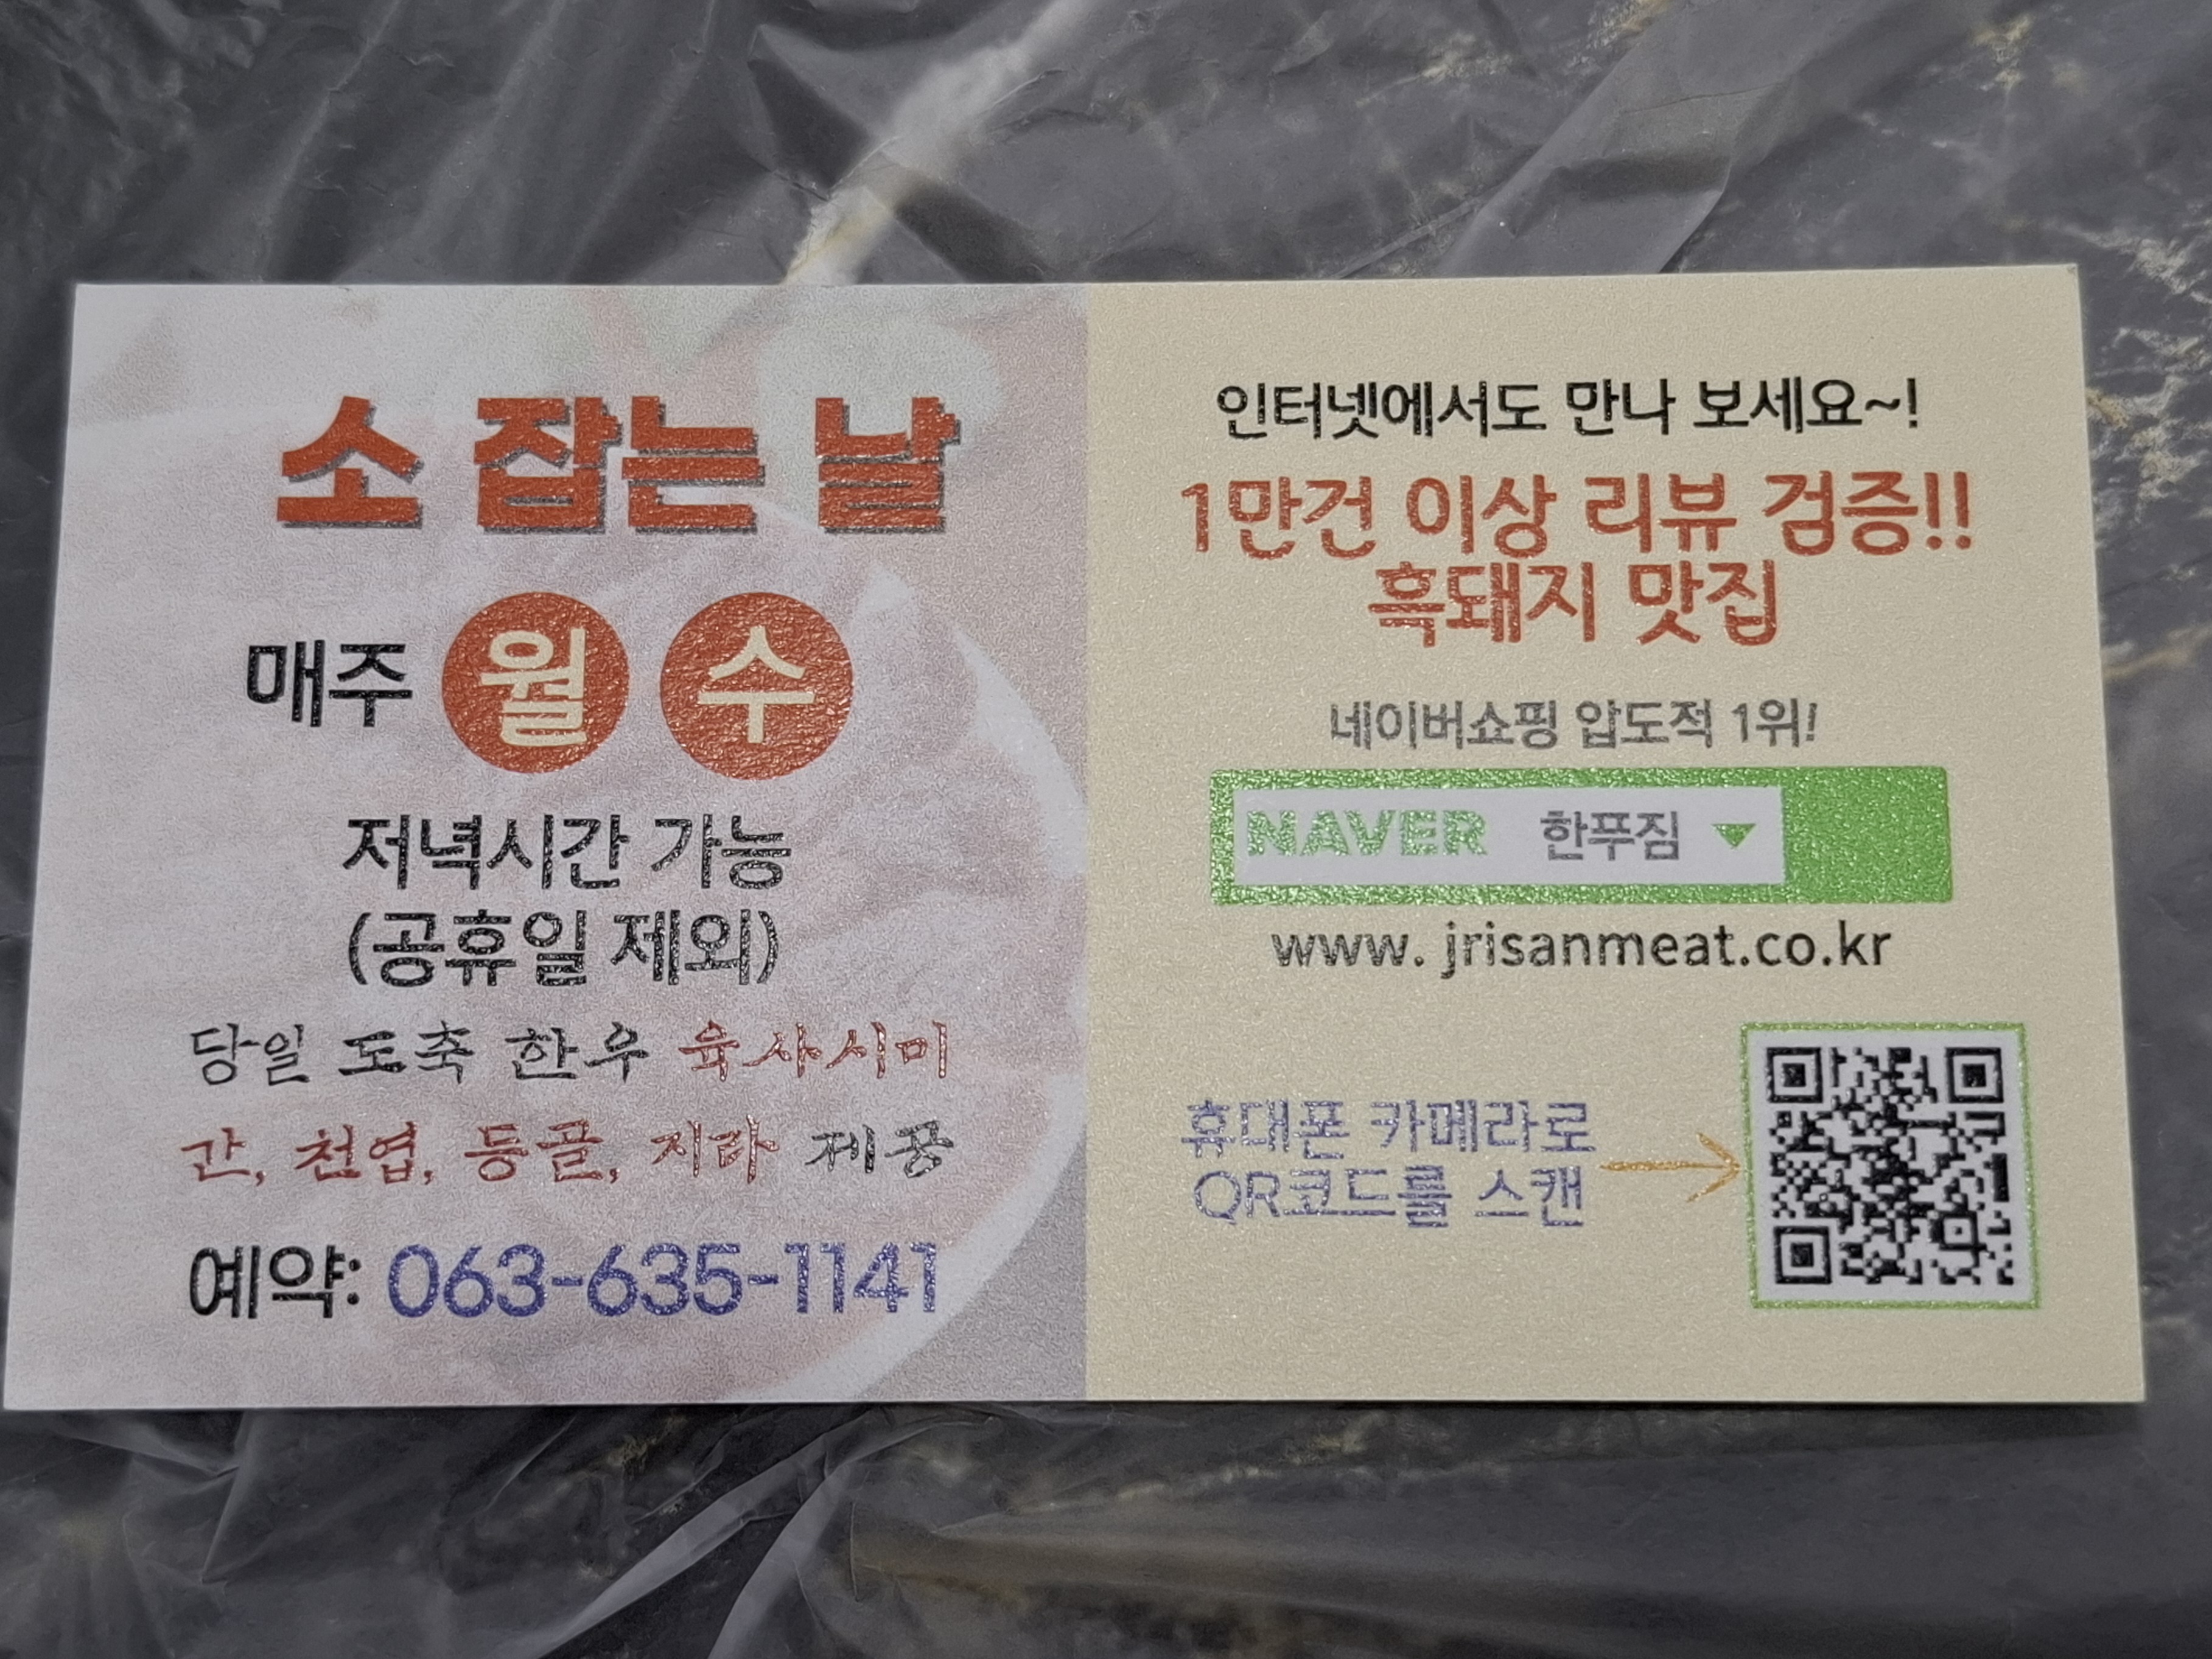 소 잡는 날
매주 월 수
저녁시간 가능
(공휴일 제외)
당일 도축 한우 육사시미
간, 천엽, 등골, 지라 제공
예약: 063-635-1141
인터넷에서도 만나 보세요~!
1만건 이상 리뷰 검증!!
흑돼지 맛집
네이버쇼핑 압도적 1위!
NAVER 한푸짐
www. jrisanmeat.co.kr
휴대폰 카메라로
QR코드를 스캔